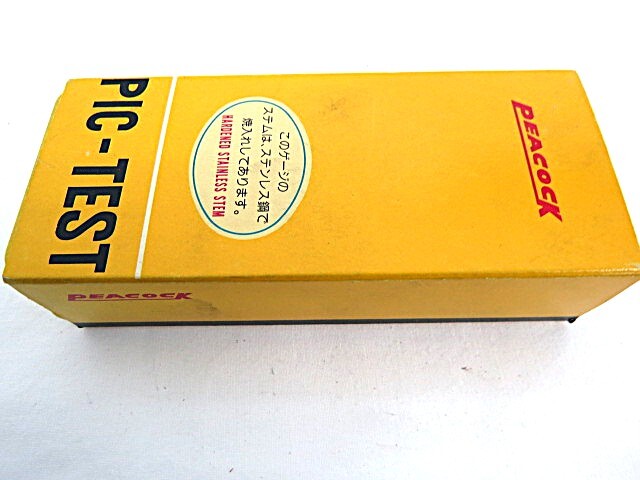 PIC-TEST
このゲージの
ステムは、ステンレス鋼で
焼入れしてあります。
HARDENED STAINLESS STEM
PEACOCK
PEACOCK